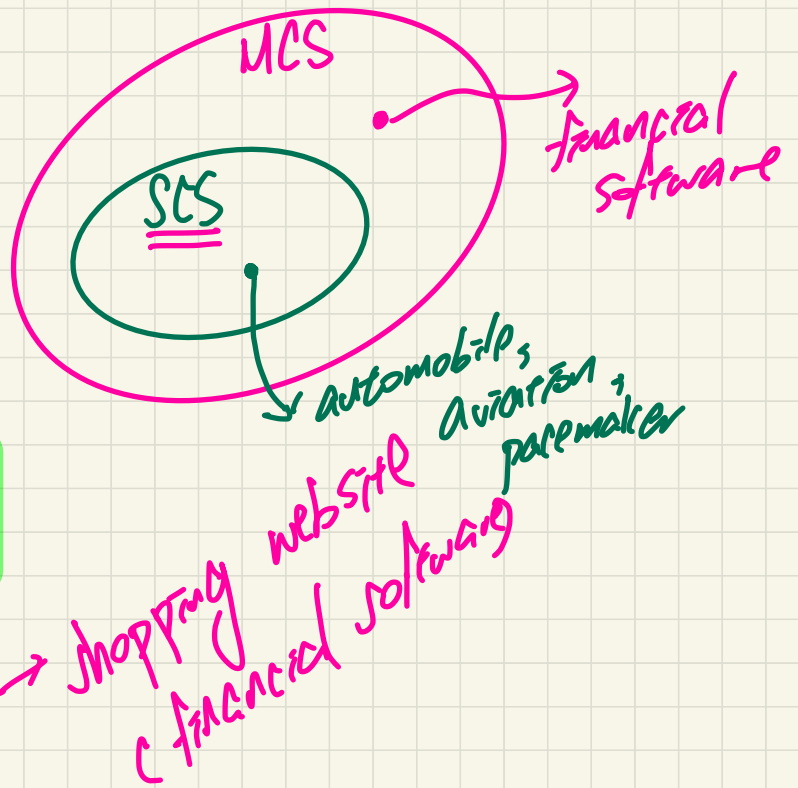 MCS
financial
software
SCS
automobile,
aviation,
pacemaker
shopping website
(financial software)